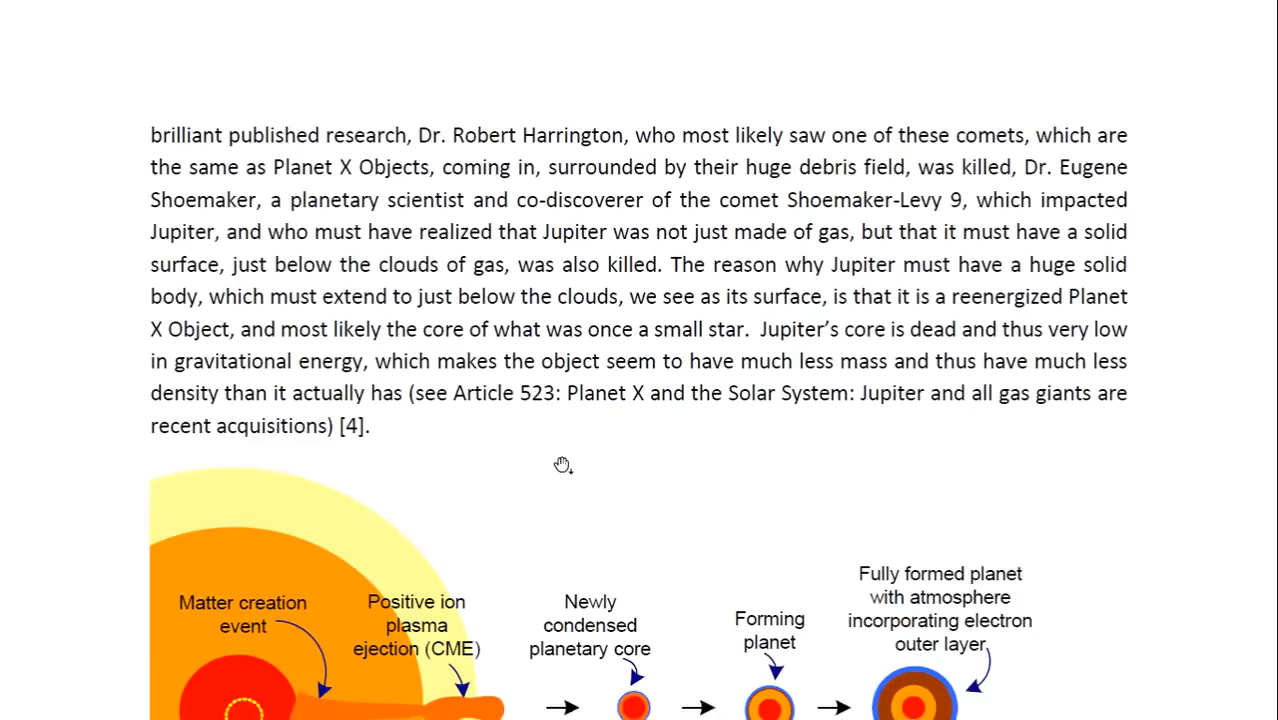 brilliant published research, Dr. Robert Harrington, who most likely saw one of these comets, which are
the same as Planet X Objects, coming in, surrounded by their huge debris field, was killed, Dr. Eugene
Shoemaker, a planetary scientist and co-discoverer of the comet Shoemaker-Levy 9, which impacted
Jupiter, and who must have realized that Jupiter was not just made of gas, but that it must have a solid
surface, just below the clouds of gas, was also killed. The reason why Jupiter must have a huge solid
body, which must extend to just below the clouds, we see as its surface, is that it is a reenergized Planet
X Object, and most likely the core of what was once a small star.  Jupiter’s core is dead and thus very low
in gravitational energy, which makes the object seem to have much less mass and thus have much less
density than it actually has (see Article 523: Planet X and the Solar System: Jupiter and all gas giants are
recent acquisitions) [4].
Matter creation
event
Positive ion
plasma
ejection (CME)
Newly
condensed
planetary core
Forming
planet
Fully formed planet
with atmosphere
incorporating electron
outer layer